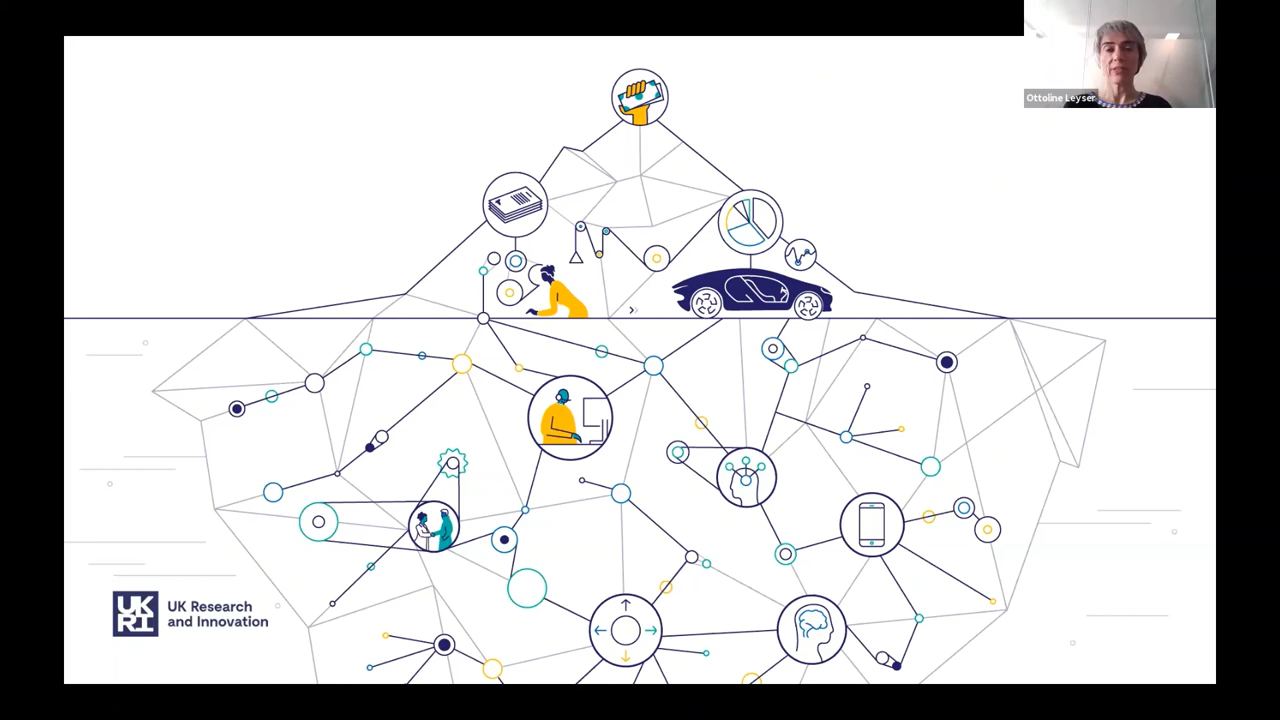 Ottoline Leyser
UK
RI
UK Research
and Innovation